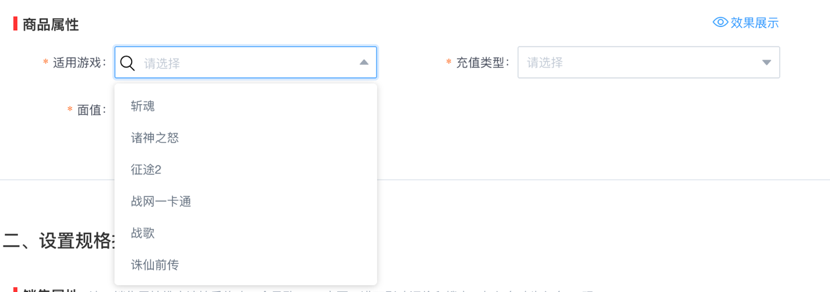 商品属性
效果展示
* 适用游戏： 请选择
* 充值类型： 请选择
* 面值：
斩魂
诸神之怒
征途2
战网一卡通
战歌
诛仙前传
二、设置规格